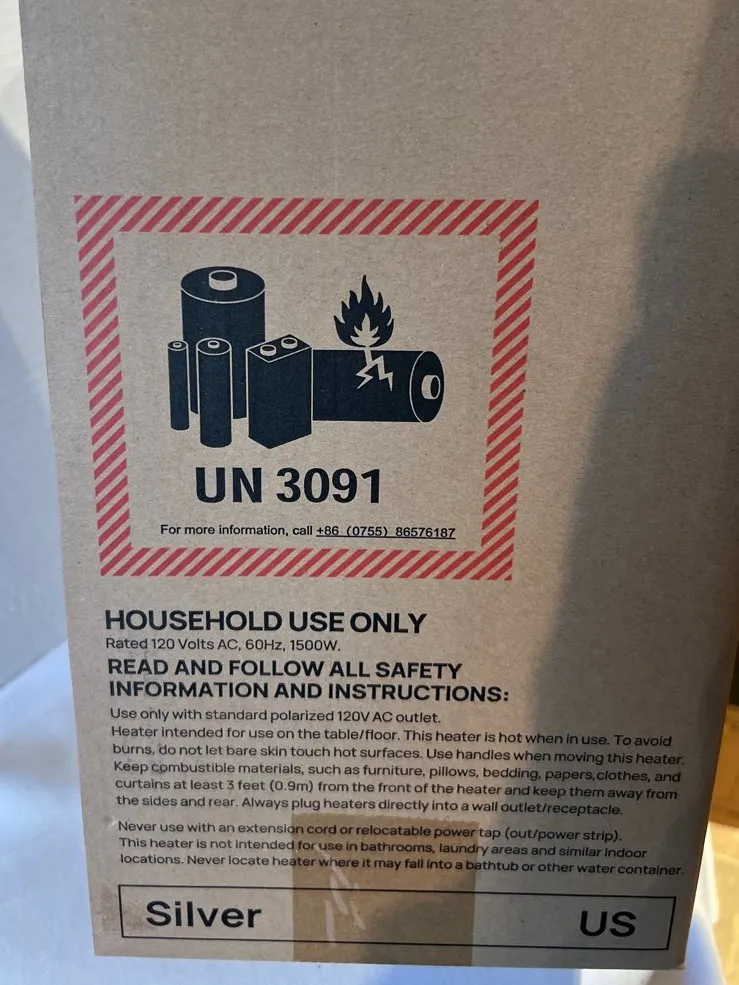 UN 3091
For more information, call +86 (0755) 86576187
HOUSEHOLD USE ONLY
Rated 120 Volts AC, 60Hz, 1500W.
READ AND FOLLOW ALL SAFETY
INFORMATION AND INSTRUCTIONS:
Use only with standard polarized 120V AC outlet.
Heater intended for use on the table/floor. This heater is hot when in use. To avoid
burns, do not let bare skin touch hot surfaces. Use handles when moving this heater.
Keep combustible materials, such as furniture, pillows, bedding, papers,clothes, and
curtains at least 3 feet (0.9m) from the front of the heater and keep them away from
the sides and rear. Always plug heaters directly into a wall outlet/receptacle.
Never use with an extension cord or relocatable power tap (out/power strip).
This heater is not intended for use in bathrooms, laundry areas and similar Indoor
locations. Never locate heater where it may fall into a bathtub or other water container.
Silver US